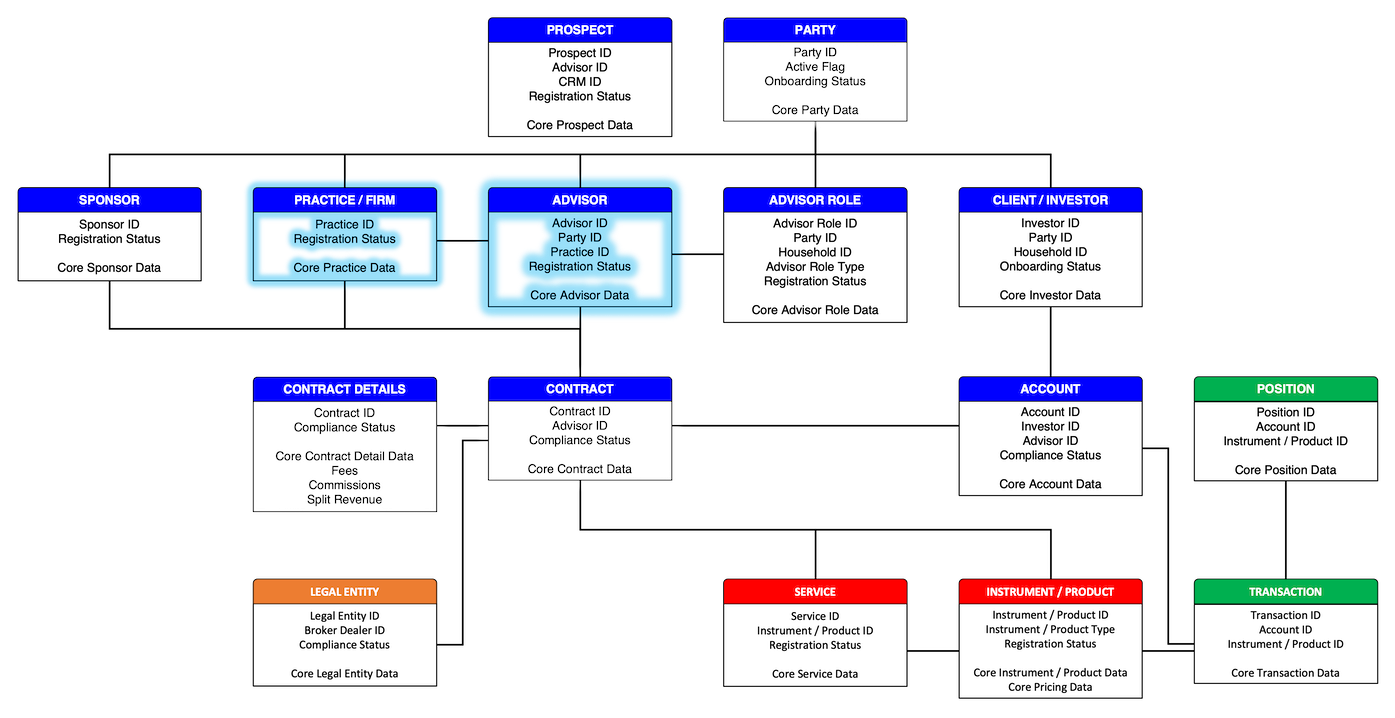 PROSPECT
Prospect ID
Advisor ID
CRM ID
Registration Status
Core Prospect Data
PARTY
Party ID
Active Flag
Onboarding Status
Core Party Data
SPONSOR
Sponsor ID
Registration Status
Core Sponsor Data
PRACTICE / FIRM
Practice ID
Registration Status
Core Practice Data
ADVISOR
Advisor ID
Party ID
Practice ID
Registration Status
Core Advisor Data
ADVISOR ROLE
Advisor Role ID
Party ID
Household ID
Advisor Role Type
Registration Status
Core Advisor Role Data
CLIENT / INVESTOR
Investor ID
Party ID
Household ID
Onboarding Status
Core Investor Data
CONTRACT DETAILS
Contract ID
Compliance Status
Core Contract Detail Data
Fees
Commissions
Split Revenue
CONTRACT
Contract ID
Advisor ID
Compliance Status
Core Contract Data
ACCOUNT
Account ID
Investor ID
Advisor ID
Compliance Status
Core Account Data
POSITION
Position ID
Account ID
Instrument / Product ID
Core Position Data
LEGAL ENTITY
Legal Entity ID
Broker Dealer ID
Compliance Status
Core Legal Entity Data
SERVICE
Service ID
Instrument / Product ID
Registration Status
Core Service Data
INSTRUMENT / PRODUCT
Instrument / Product ID
Instrument / Product Type
Registration Status
Core Instrument / Product Data
Core Pricing Data
TRANSACTION
Transaction ID
Account ID
Instrument / Product ID
Core Transaction Data